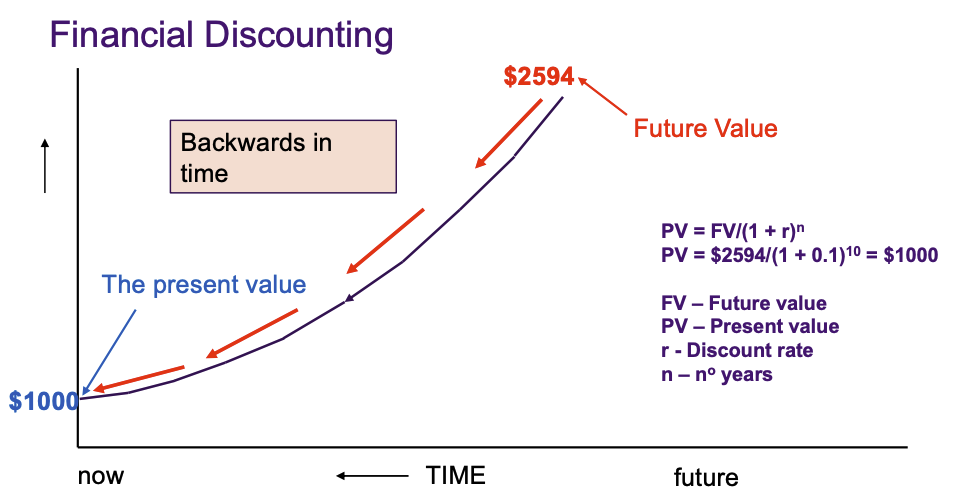 Financial Discounting
$2594
Future Value
Backwards in
time
PV = FV/(1 + r)ⁿ
PV = $2594/(1 + 0.1)¹⁰ = $1000
The present value
FV – Future value
PV – Present value
r - Discount rate
n – nº years
$1000
now
TIME
future